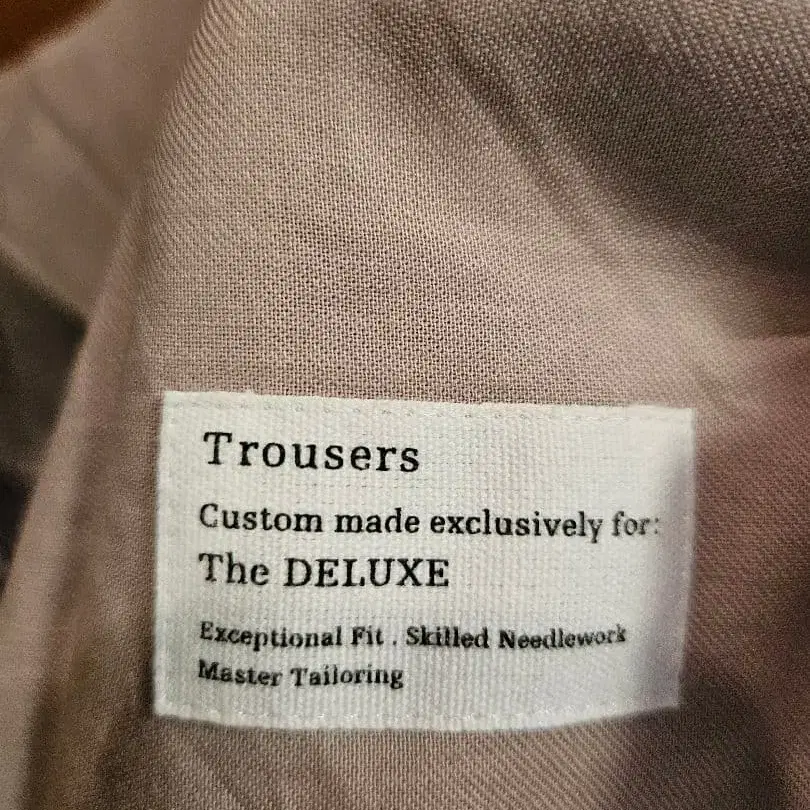 Trousers
Custom made exclusively for:
The DELUXE
Exceptional Fit . Skilled Needlework
Master Tailoring